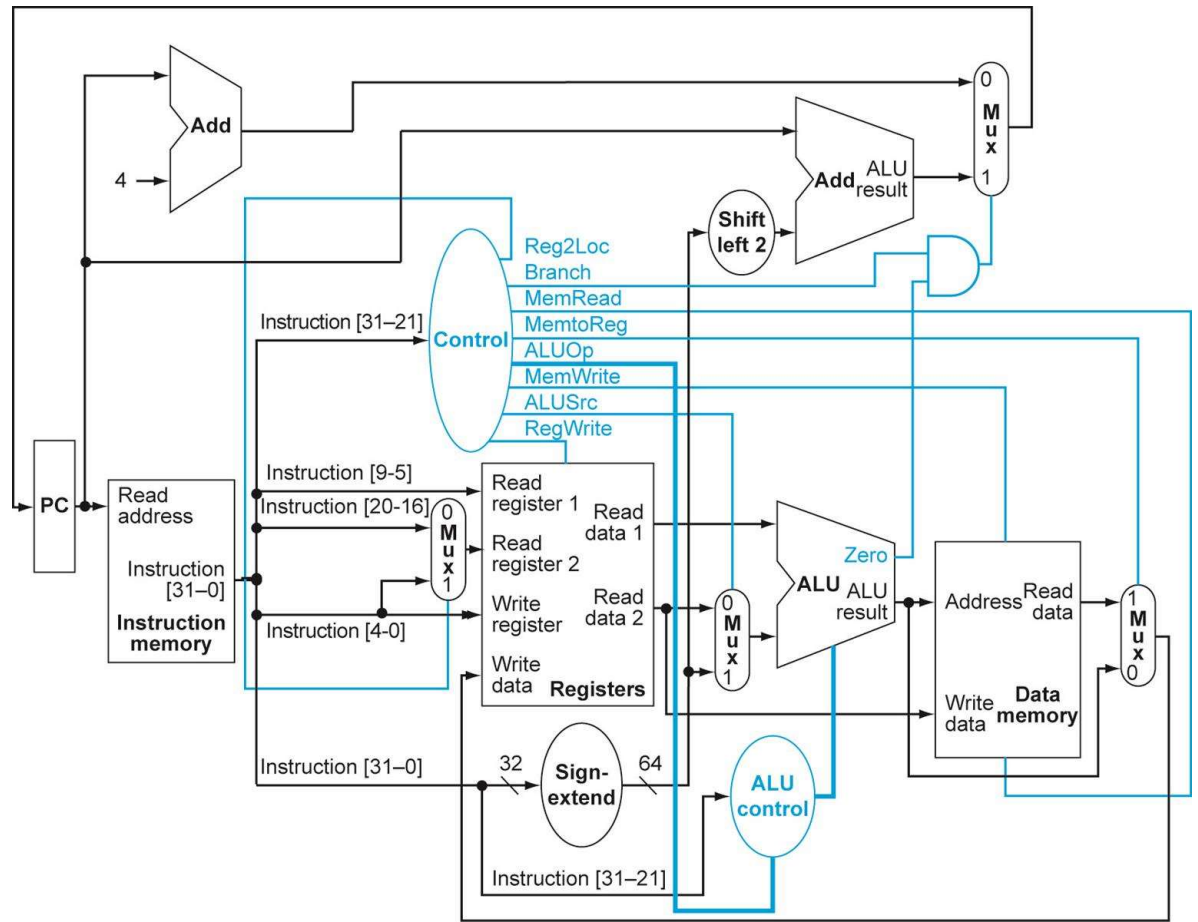 Add
4
0
Mux
1
Add
ALU
result
Shift
left 2
Reg2Loc
Branch
MemRead
MemtoReg
ALUOp
MemWrite
ALUSrc
RegWrite
Control
Instruction [31–21]
PC
Read
address
Instruction
[31–0]
Instruction
memory
Instruction [9-5]
Instruction [20-16]
Instruction [4-0]
0
Mux
1
Read
register 1
Read
register 2
Write
register
Write
data
Read
data 1
Read
data 2
Registers
0
Mux
1
Zero
ALU
ALU
result
Address
Read
data
Write
data
Data
memory
1
Mux
0
Instruction [31–0]
32
Sign-
extend
64
ALU
control
Instruction [31–21]